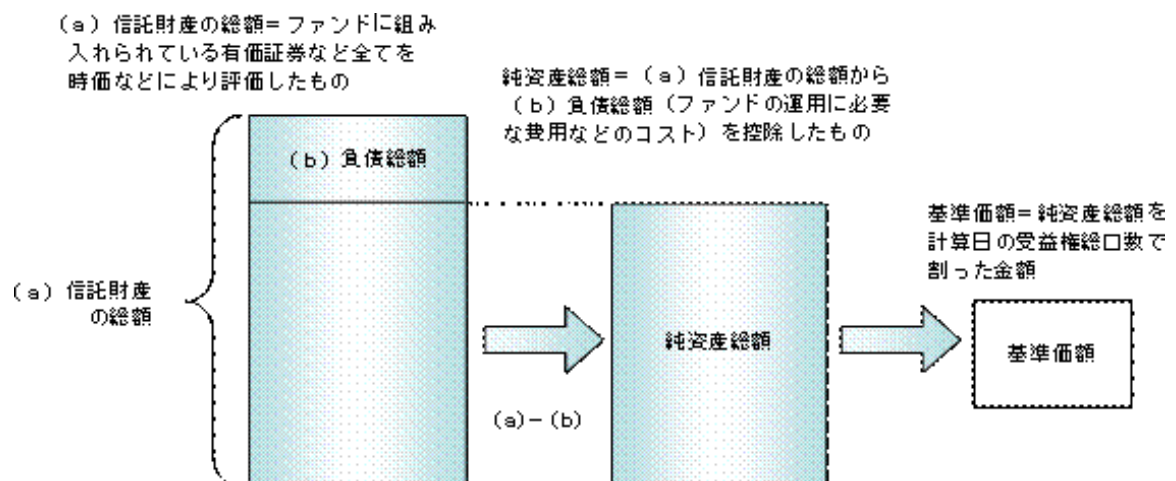 (a) 信託財産の総額＝ファンドに組み
入れられている有価証券など全てを
時価などにより評価したもの
純資産総額＝(a) 信託財産の総額から
(b) 負債総額（ファンドの運用に必要
な費用などのコスト）を控除したもの
(b) 負債総額
基準価額＝純資産総額を
計算日の受益権総口数で
割った金額
(a) 信託財産
の総額
純資産総額
基準価額
(a)－(b)